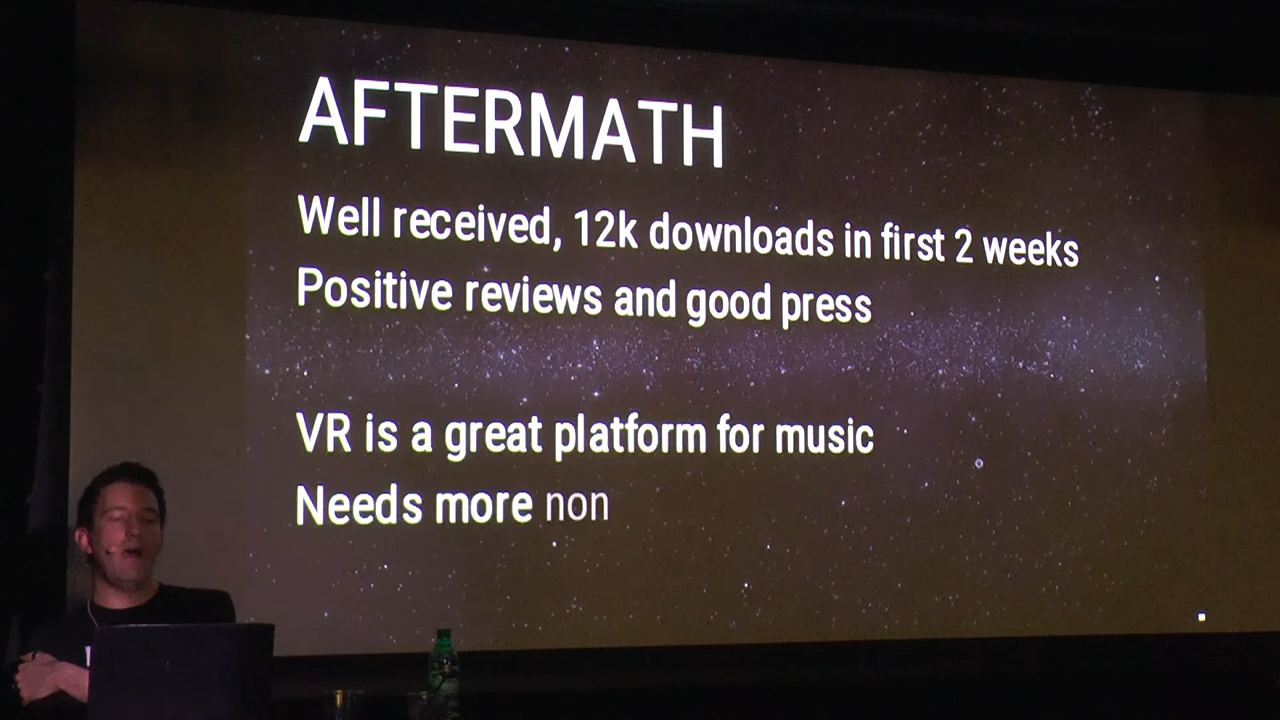 AFTERMATH
Well received, 12k downloads in first 2 weeks
Positive reviews and good press
VR is a great platform for music
Needs more non